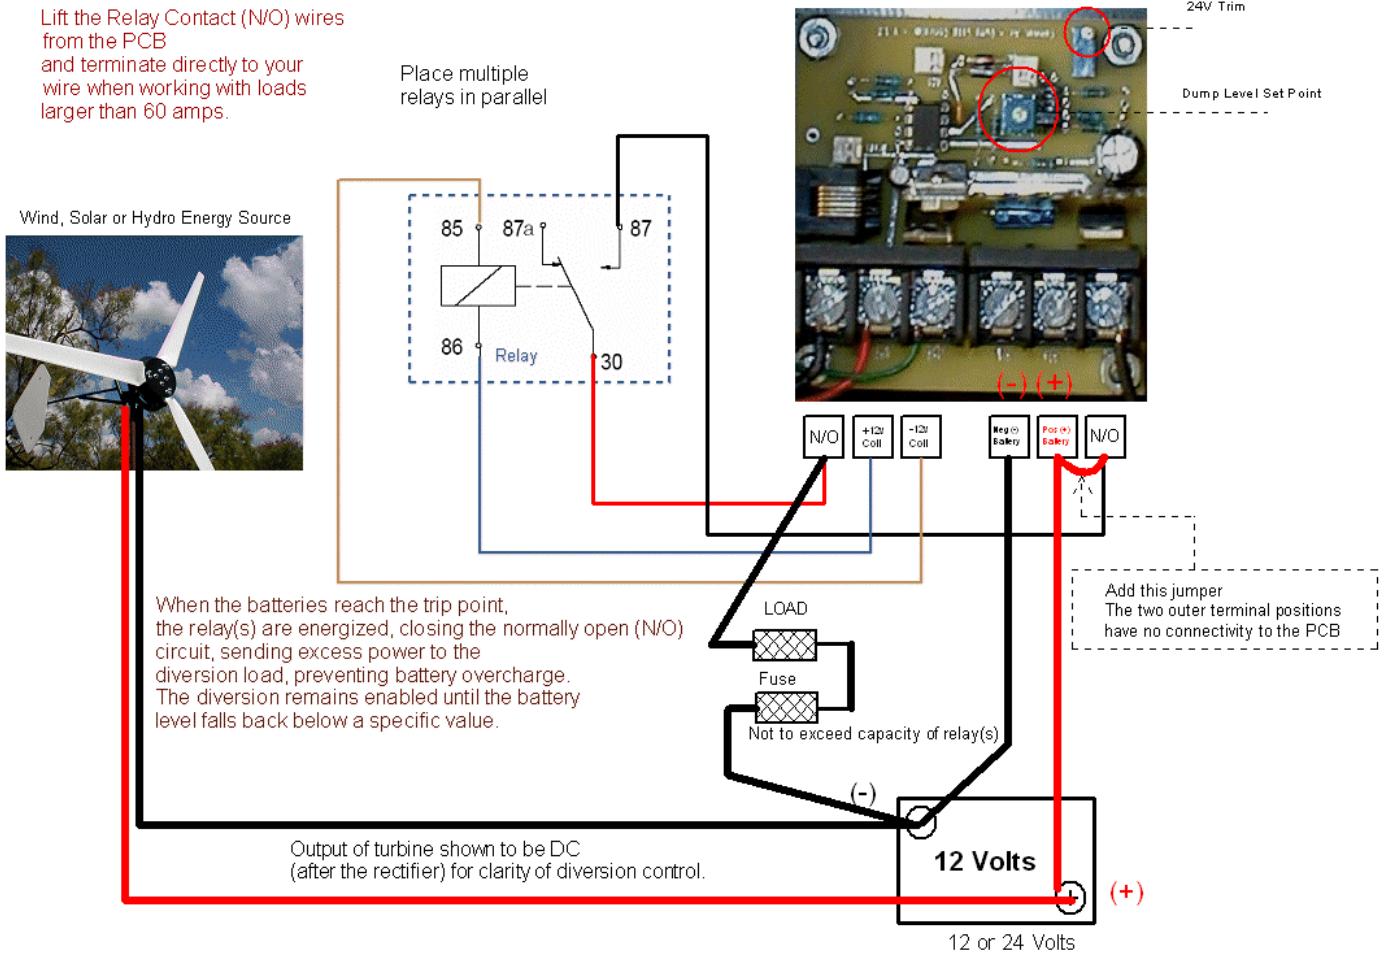 Lift the Relay Contact (N/O) wires
from the PCB
and terminate directly to your
wire when working with loads
larger than 60 amps.
Place multiple
relays in parallel
24V Trim
Dump Level Set Point
Wind, Solar or Hydro Energy Source
85
87a
87
86
Relay
30
(-) (+)
N/O
+12V
Coil
-12V
Coil
Neg (-)
Battery
Pos (+)
Battery
N/O
When the batteries reach the trip point,
the relay(s) are energized, closing the normally open (N/O)
circuit, sending excess power to the
diversion load, preventing battery overcharge.
The diversion remains enabled until the battery
level falls back below a specific value.
LOAD
Fuse
Not to exceed capacity of relay(s)
Add this jumper
The two outer terminal positions
have no connectivity to the PCB
(-)
Output of turbine shown to be DC
(after the rectifier) for clarity of diversion control.
12 Volts
+
(+)
12 or 24 Volts